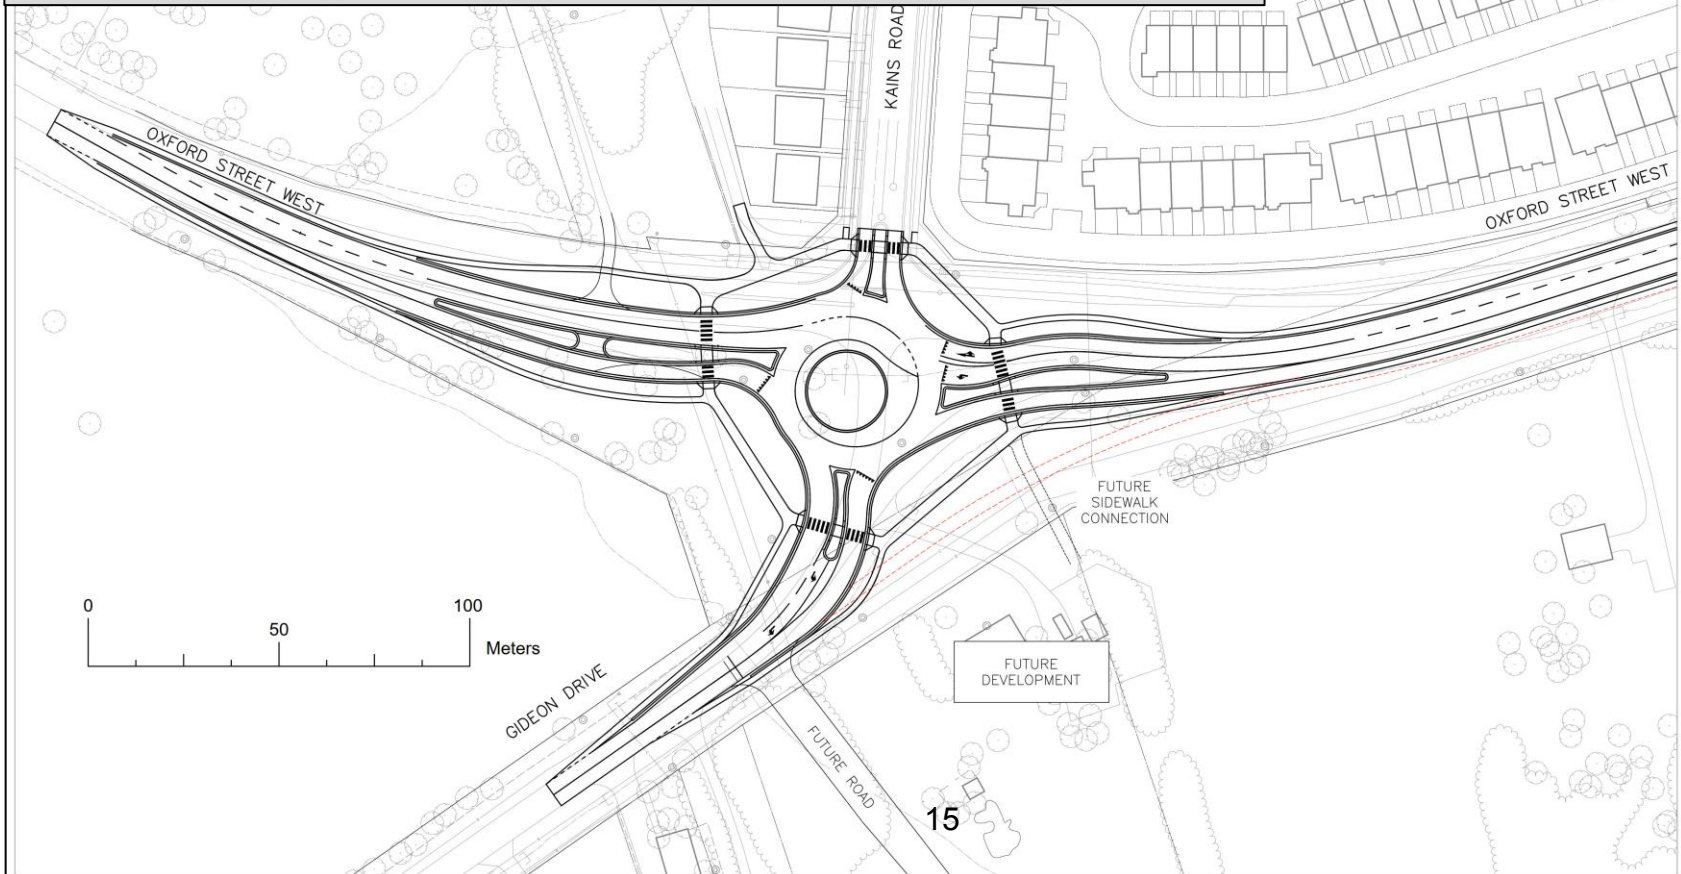 KAINS ROAD
OXFORD STREET WEST
OXFORD STREET WEST
FUTURE
SIDEWALK
CONNECTION
0
50
100
Meters
GIDEON DRIVE
FUTURE
DEVELOPMENT
FUTURE ROAD
15